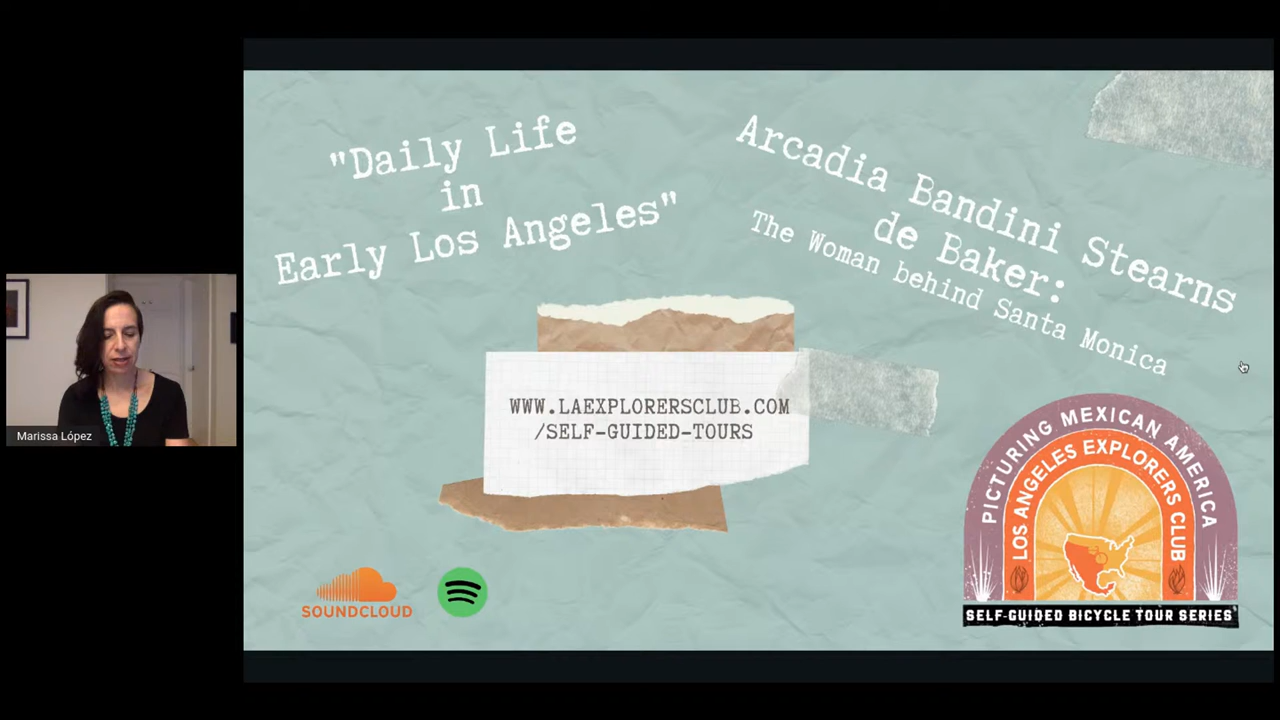 "Daily Life
in
Early Los Angeles"
Arcadia Bandini Stearns
de Baker:
The Woman behind Santa Monica
WWW.LAEXPLORERSCLUB.COM
/SELF-GUIDED-TOURS
Marissa López
SOUNDCLOUD
PICTURING MEXICAN AMERICA
LOS ANGELES EXPLORERS CLUB
SELF-GUIDED BICYCLE TOUR SERIES